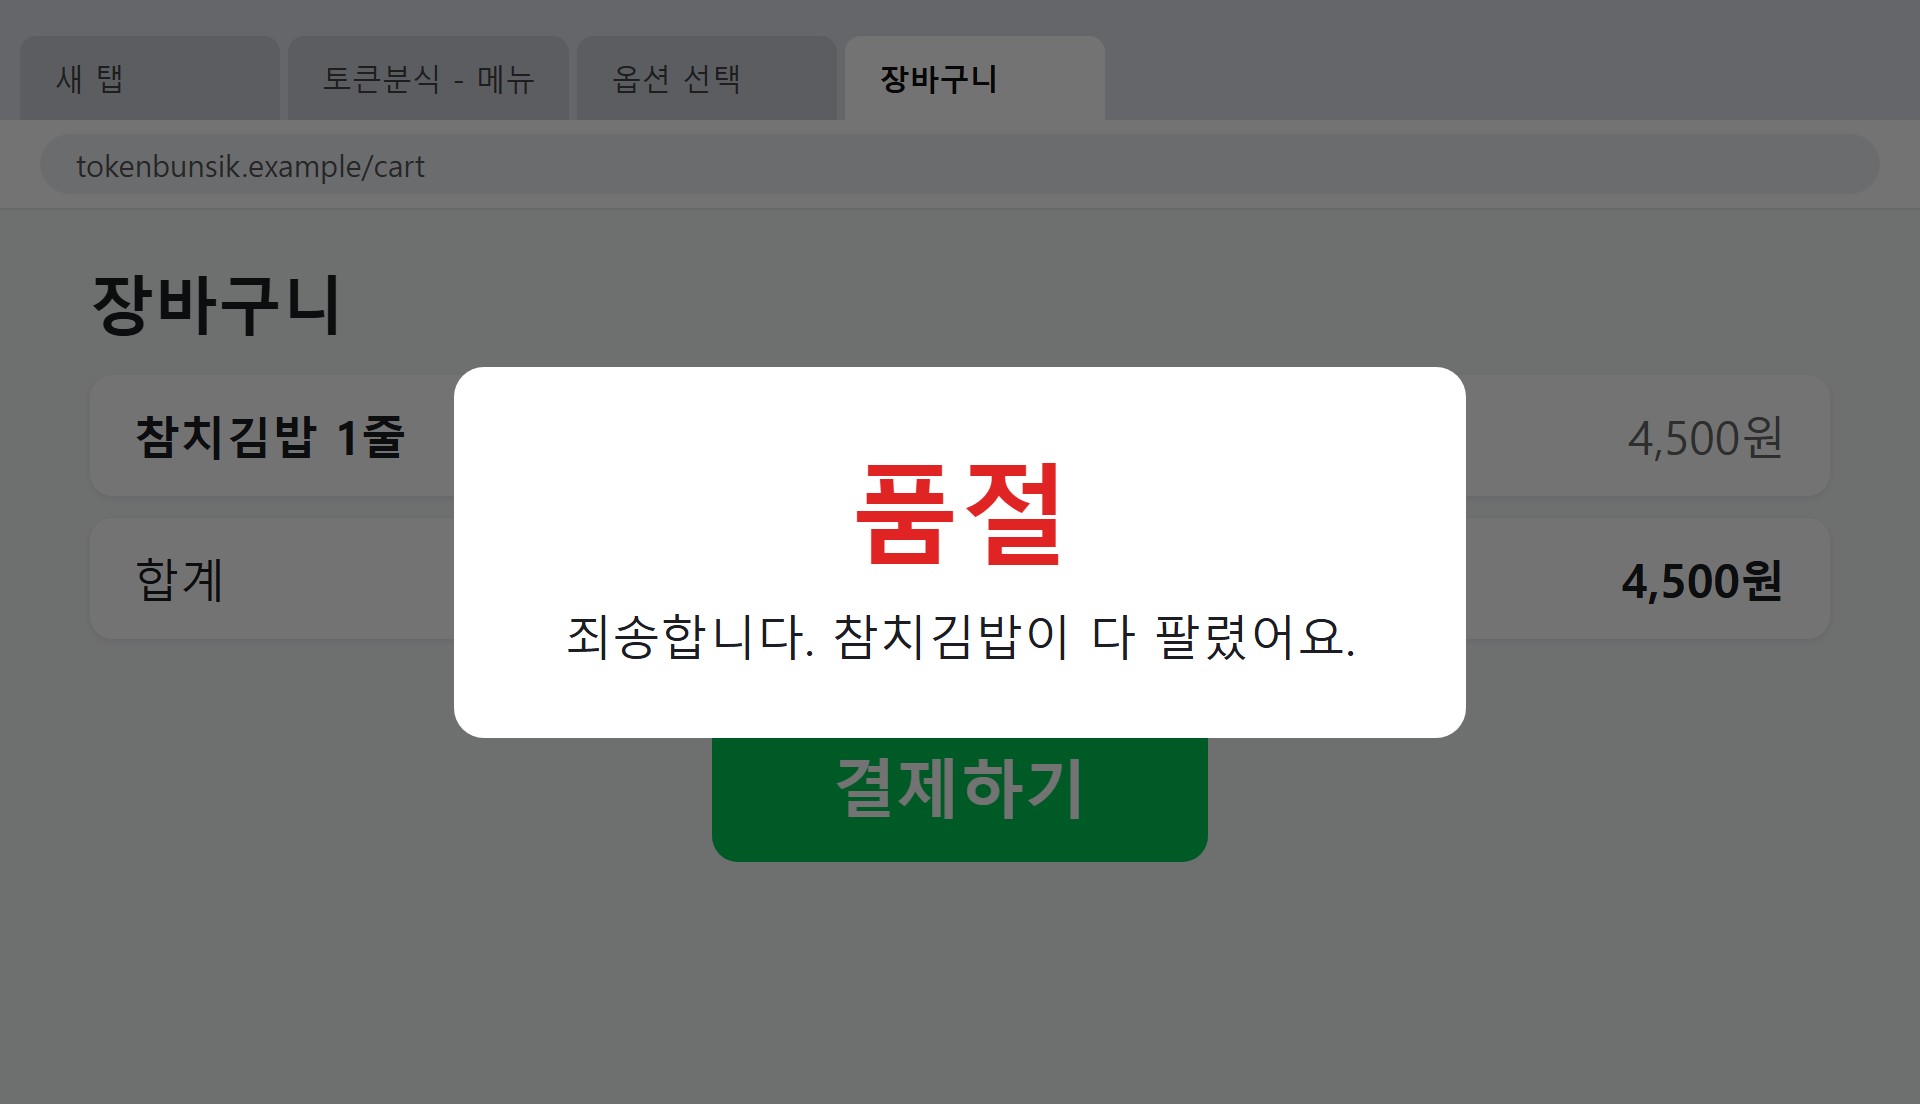 새 탭
토큰분식 - 메뉴
옵션 선택
장바구니
tokenbunsik.example/cart
장바구니
참치김밥 1줄
4,500원
합계
4,500원
품절
죄송합니다. 참치김밥이 다 팔렸어요.
결제하기